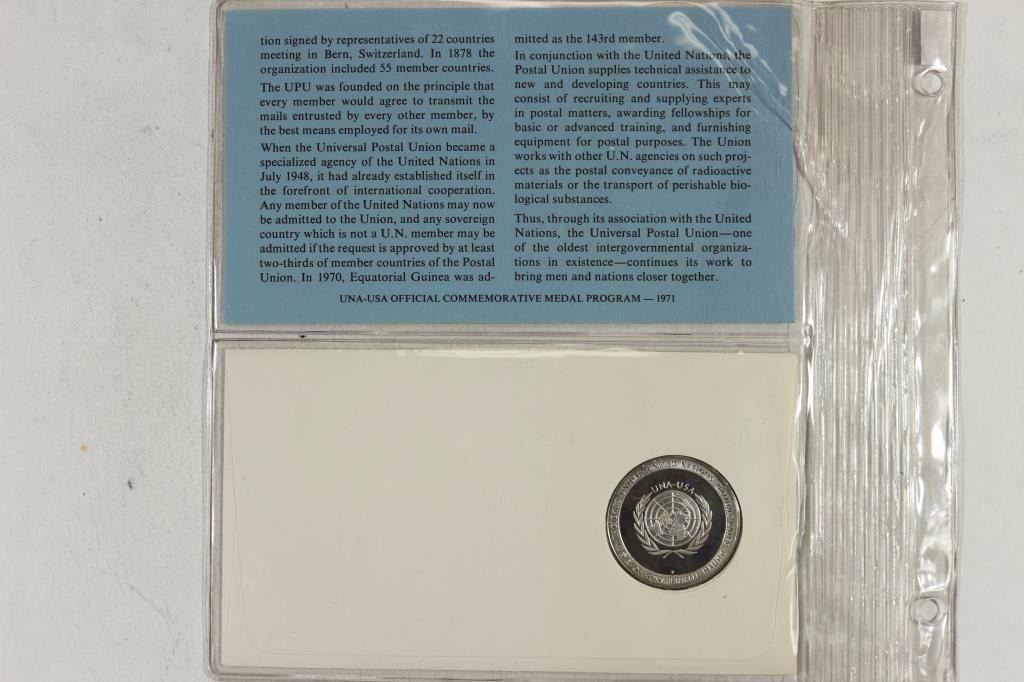 tion signed by representatives of 22 countries
meeting in Bern, Switzerland. In 1878 the
organization included 55 member countries.
The UPU was founded on the principle that
every member would agree to transmit the
mails entrusted by every other member, by
the best means employed for its own mail.
When the Universal Postal Union became a
specialized agency of the United Nations in
July 1948, it had already established itself in
the forefront of international cooperation.
Any member of the United Nations may now
be admitted to the Union, and any sovereign
country which is not a U.N. member may be
admitted if the request is approved by at least
two-thirds of member countries of the Postal
Union. In 1970, Equatorial Guinea was ad-
mitted as the 143rd member.
In conjunction with the United Nations, the
Postal Union supplies technical assistance to
new and developing countries. This may
consist of recruiting and supplying experts
in postal matters, awarding fellowships for
basic or advanced training, and furnishing
equipment for postal purposes. The Union
works with other U.N. agencies on such proj-
ects as the postal conveyance of radioactive
materials or the transport of perishable bio-
logical substances.
Thus, through its association with the United
Nations, the Universal Postal Union—one
of the oldest intergovernmental organiza-
tions in existence—continues its work to
bring men and nations closer together.
UNA-USA OFFICIAL COMMEMORATIVE MEDAL PROGRAM — 1971
UNITED NATIONS
UNA-USA